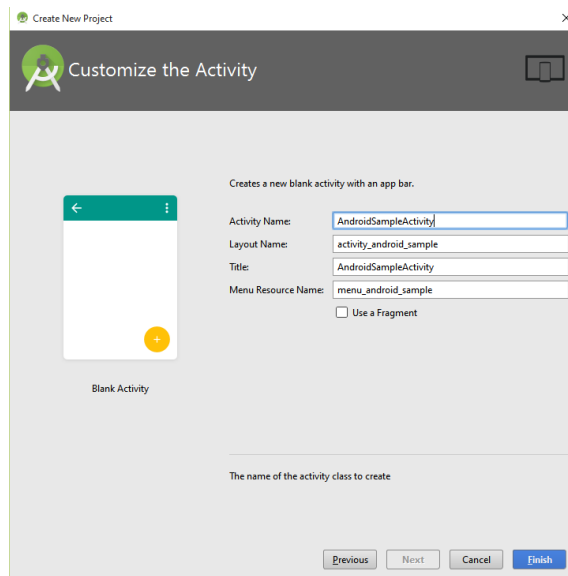 Create New Project
Customize the Activity
Creates a new blank activity with an app bar.
Activity Name: AndroidSampleActivity
Layout Name: activity_android_sample
Title: AndroidSampleActivity
Menu Resource Name: menu_android_sample
Use a Fragment
Blank Activity
The name of the activity class to create
Previous Next Cancel Finish